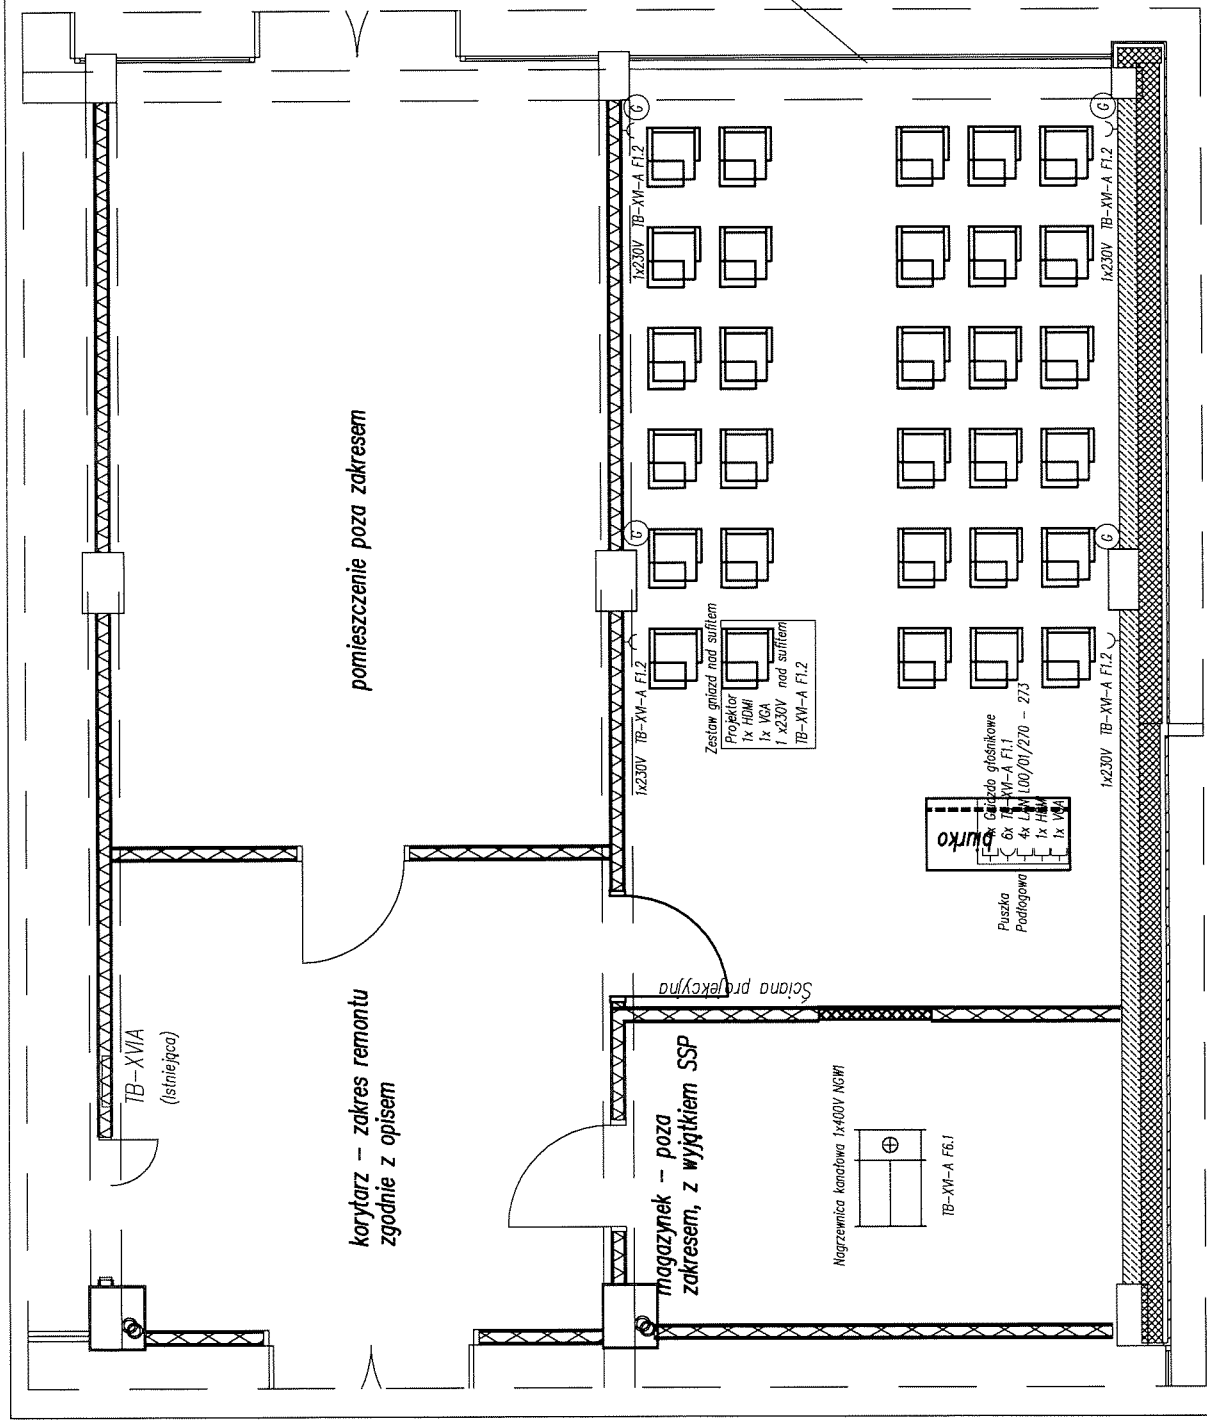 pomieszczenie poza zakresem
TB-XVIA
(Istniejąca)
korytarz – zakres remontu
zgodnie z opisem
magazynek – poza
zakresem, z wyjątkiem SSP
Nagrzewnica kanałowa 1x400V NGW1
TB-XVI-A F6.1
Ściana projekcyjna
G
1x230V TB-XVI-A F1.2
G
1x230V TB-XVI-A F1.2
G
1x230V TB-XVI-A F1.2
G
1x230V TB-XVI-A F1.2
Zestaw gniazd nad sufitem
Projektor
1x HDMI
1x VGA
1 x230V nad sufitem
TB-XVI-A F1.2
biurko
Puszka
Podłogowa
Gniazdo głośnikowe
6x TB-XVI-A F1.1
4x LAN L00/01/270 – 273
1x HDMI
1x VGA